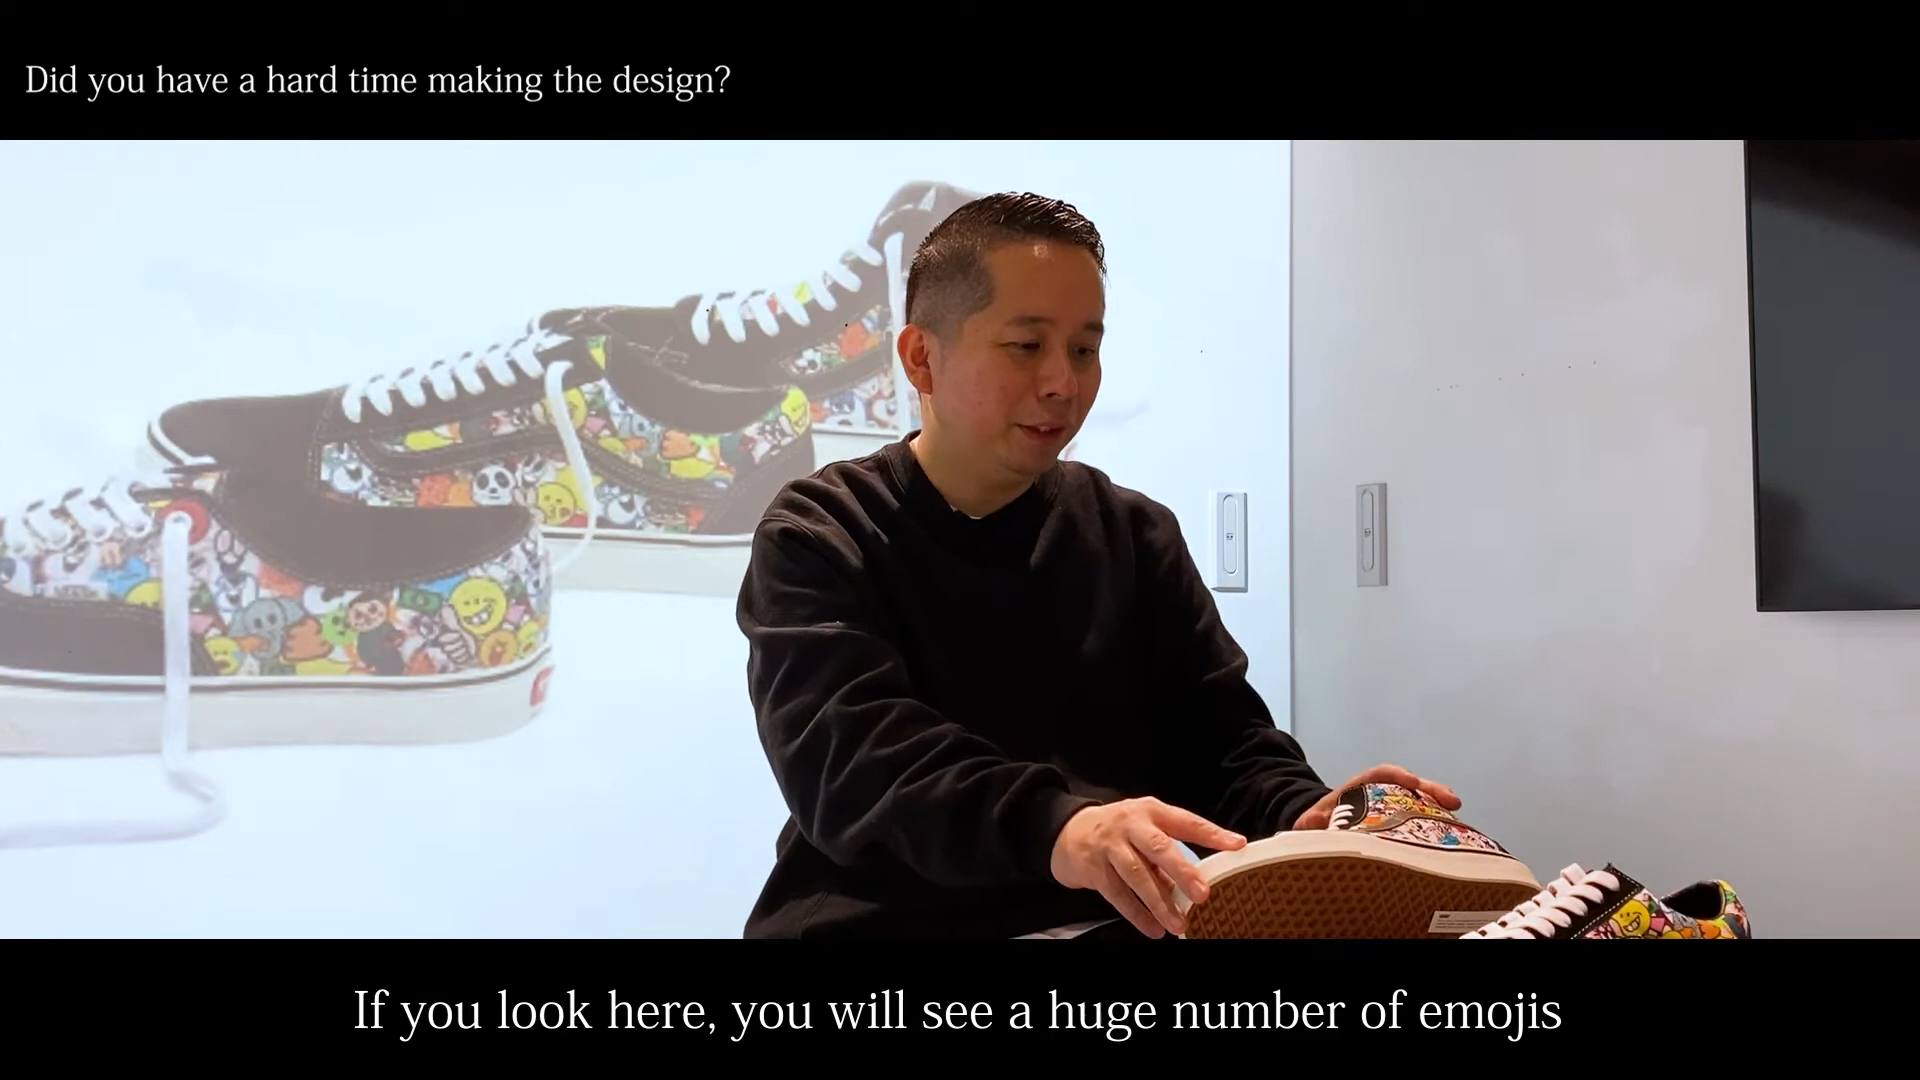 Did you have a hard time making the design?
If you look here, you will see a huge number of emojis